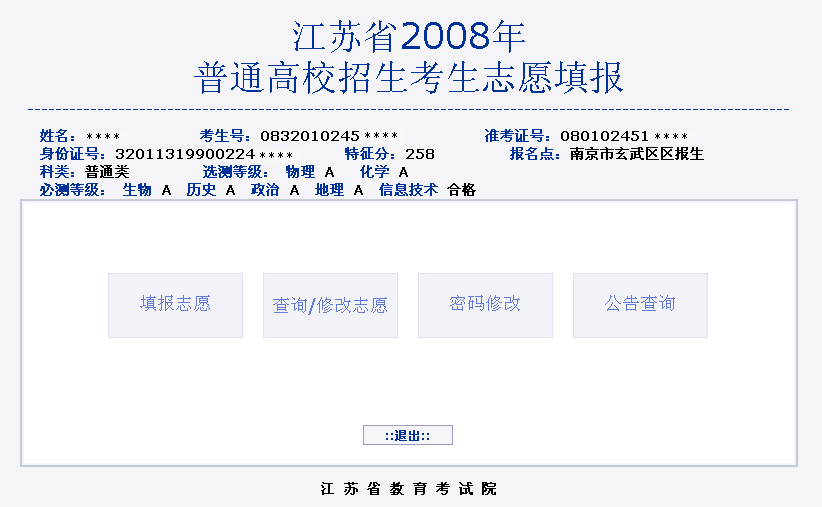 江苏省2008年
普通高校招生考生志愿填报
姓名：**** 考生号：0832010245**** 准考证号：080102451****
身份证号：32011319900224**** 特征分：258 报名点：南京市玄武区区报生
科类：普通类 选测等级： 物理 A 化学 A
必测等级： 生物 A 历史 A 政治 A 地理 A 信息技术 合格
填报志愿 查询/修改志愿 密码修改 公告查询
::退出::
江 苏 省 教 育 考 试 院